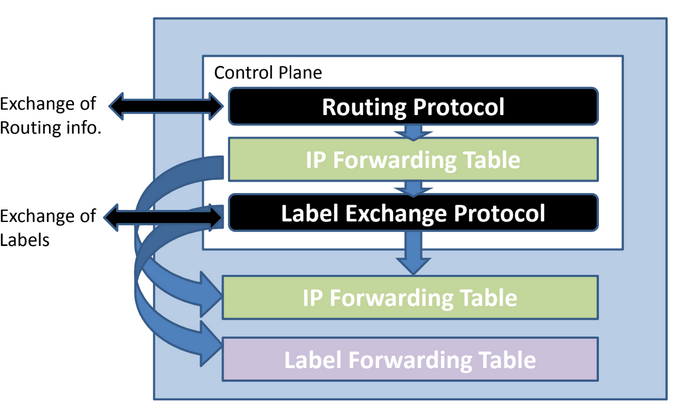 Control Plane
Exchange of
Routing info.
Routing Protocol
IP Forwarding Table
Exchange of
Labels
Label Exchange Protocol
IP Forwarding Table
Label Forwarding Table